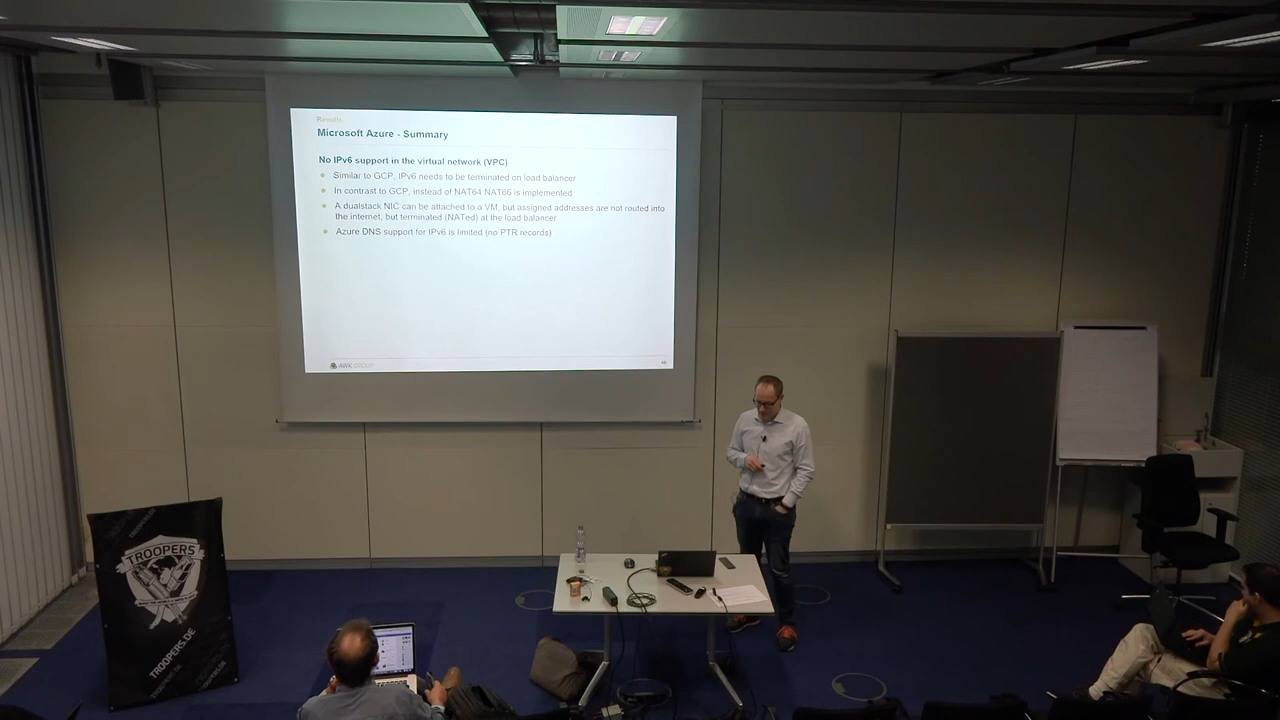 Results
Microsoft Azure - Summary
No IPv6 support in the virtual network (VPC)
Similar to GCP, IPv6 needs to be terminated on load balancer
In contrast to GCP, instead of NAT64 NAT66 is implemented
A dualstack NIC can be attached to a VM, but assigned addresses are not routed into
the internet, but terminated (NATed) at the load balancer
Azure DNS support for IPv6 is limited (no PTR records)
AWK GROUP
TROOPERS
TROOPERS.DE